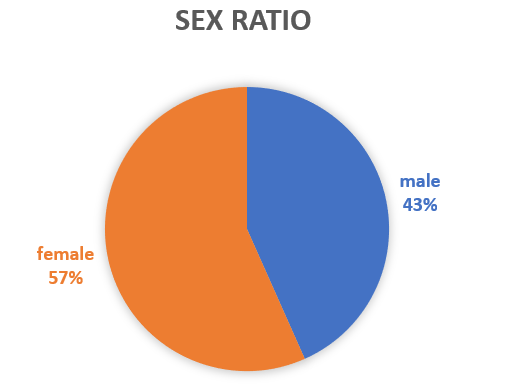 SEX RATIO
male
43%
female
57%